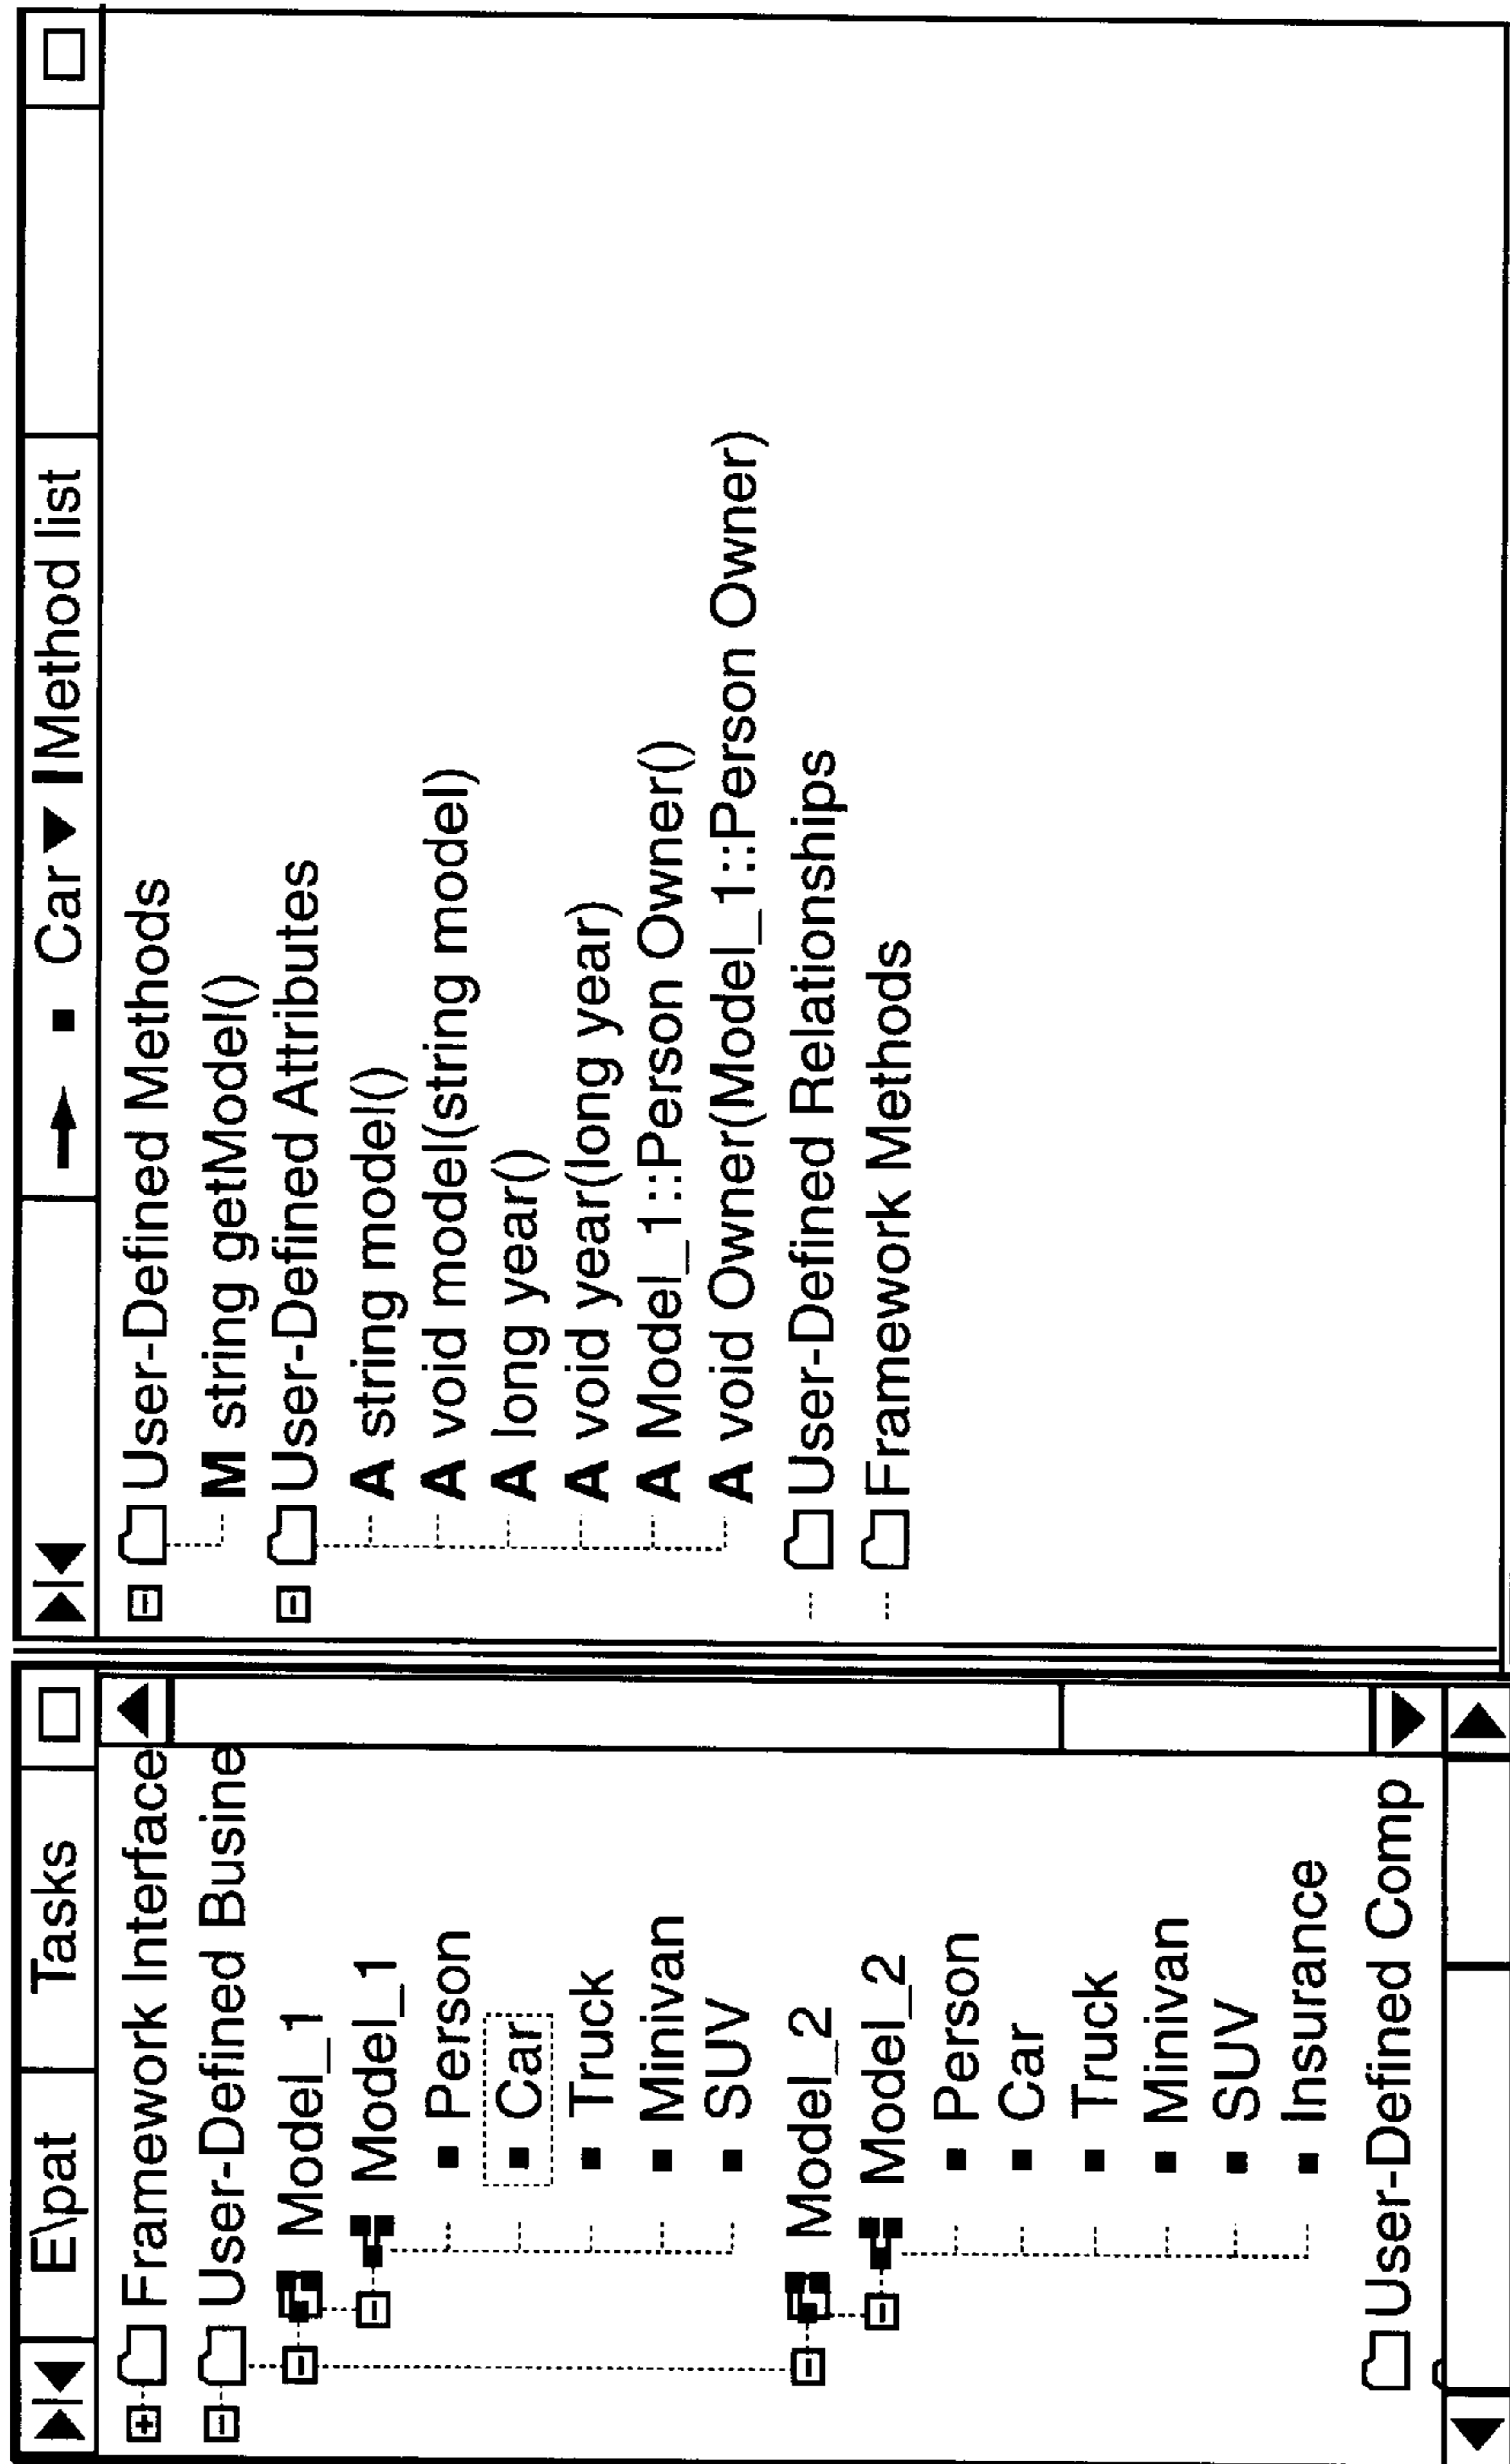 E\pat Tasks
Framework Interface
User-Defined Busine
Model_1
Model_1
Person
Car
Truck
Minivan
SUV
Model_2
Model_2
Person
Car
Truck
Minivan
SUV
Insurance
User-Defined Comp
Car Method list
User-Defined Methods
M string getModel()
User-Defined Attributes
A string model()
A void model(string model)
A long year()
A void year(long year)
A Model_1::Person Owner()
A void Owner(Model_1::Person Owner)
User-Defined Relationships
Framework Methods